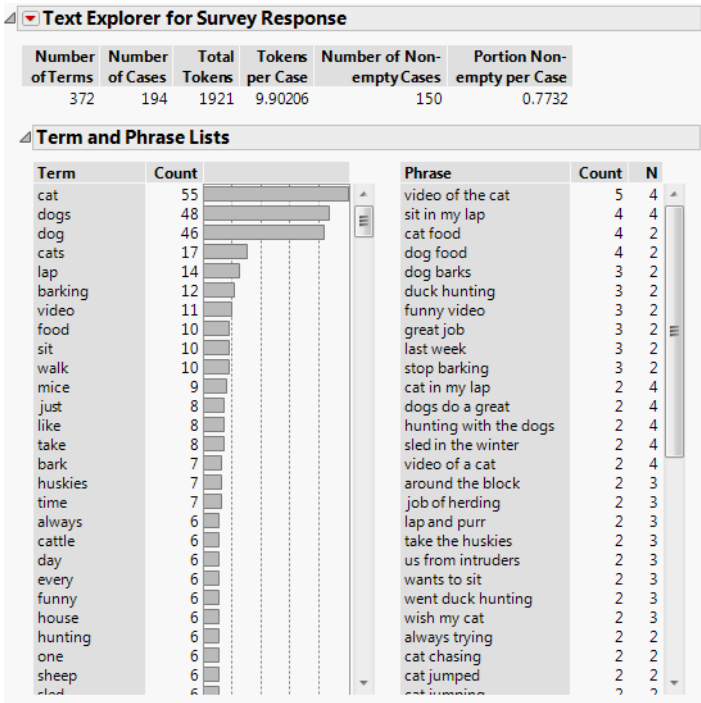 Text Explorer for Survey Response
Number Number Total Tokens Number of Non- Portion Non-
of Terms of Cases Tokens per Case empty Cases empty per Case
372 194 1921 9.90206 150 0.7732
Term and Phrase Lists
Term Count Phrase Count N
cat 55 video of the cat 5 4
dogs 48 sit in my lap 4 4
dog 46 cat food 4 2
cats 17 dog food 4 2
lap 14 dog barks 3 2
barking 12 duck hunting 3 2
video 11 funny video 3 2
food 10 great job 3 2
sit 10 last week 3 2
walk 10 stop barking 3 2
mice 9 cat in my lap 2 4
just 8 dogs do a great 2 4
like 8 hunting with the dogs 2 4
take 8 sled in the winter 2 4
bark 7 video of a cat 2 4
huskies 7 around the block 2 3
time 7 job of herding 2 3
always 6 lap and purr 2 3
cattle 6 take the huskies 2 3
day 6 us from intruders 2 3
every 6 wants to sit 2 3
funny 6 went duck hunting 2 3
house 6 wish my cat 2 3
hunting 6 always trying 2 2
one 6 cat chasing 2 2
sheep 6 cat jumped 2 2
sled 6 cat jumping 2 2